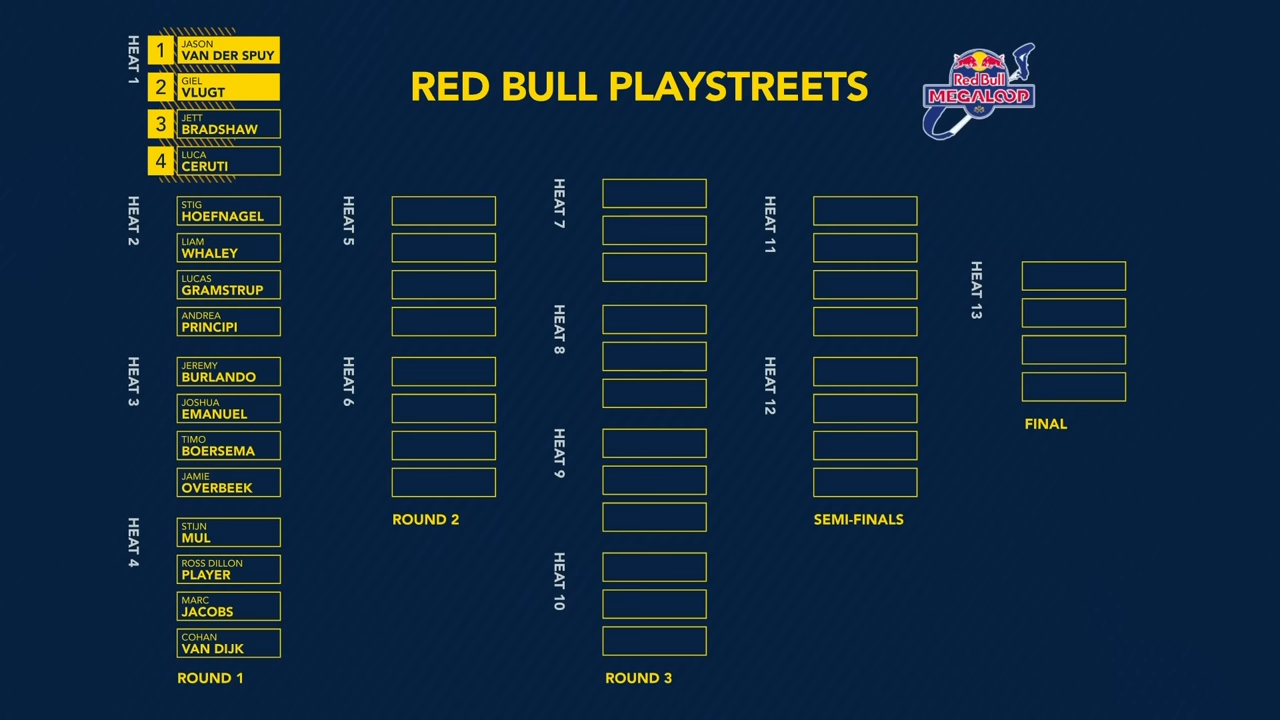 RED BULL PLAYSTREETS
Red Bull
MEGALOOP
HEAT 1
1
JASON
VAN DER SPUY
2
GIEL
VLUGT
3
JETT
BRADSHAW
4
LUCA
CERUTI
HEAT 2
STIG
HOEFNAGEL
LIAM
WHALEY
LUCAS
GRAMSTRUP
ANDREA
PRINCIPI
HEAT 3
JEREMY
BURLANDO
JOSHUA
EMANUEL
TIMO
BOERSEMA
JAMIE
OVERBEEK
HEAT 4
STIJN
MUL
ROSS DILLON
PLAYER
MARC
JACOBS
COHAN
VAN DIJK
ROUND 1
HEAT 5
HEAT 6
ROUND 2
HEAT 7
HEAT 8
HEAT 9
HEAT 10
ROUND 3
HEAT 11
HEAT 12
SEMI-FINALS
HEAT 13
FINAL